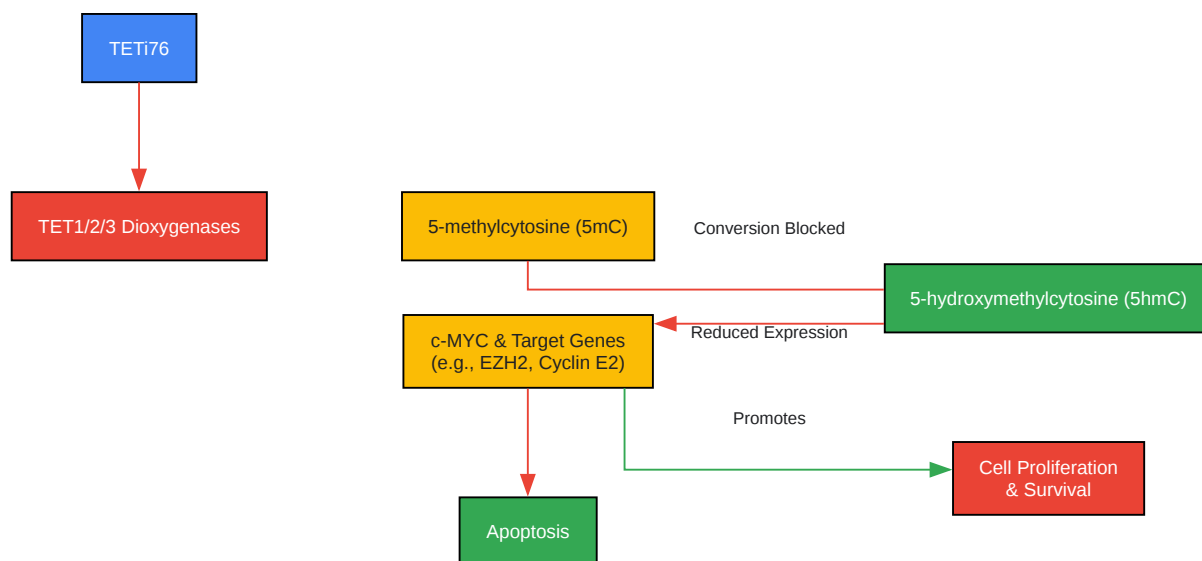 TETi76
TET1/2/3 Dioxygenases
5-methylcytosine (5mC)
Conversion Blocked
5-hydroxymethylcytosine (5hmC)
c-MYC & Target Genes
(e.g., EZH2, Cyclin E2)
Reduced Expression
Promotes
Cell Proliferation
& Survival
Apoptosis